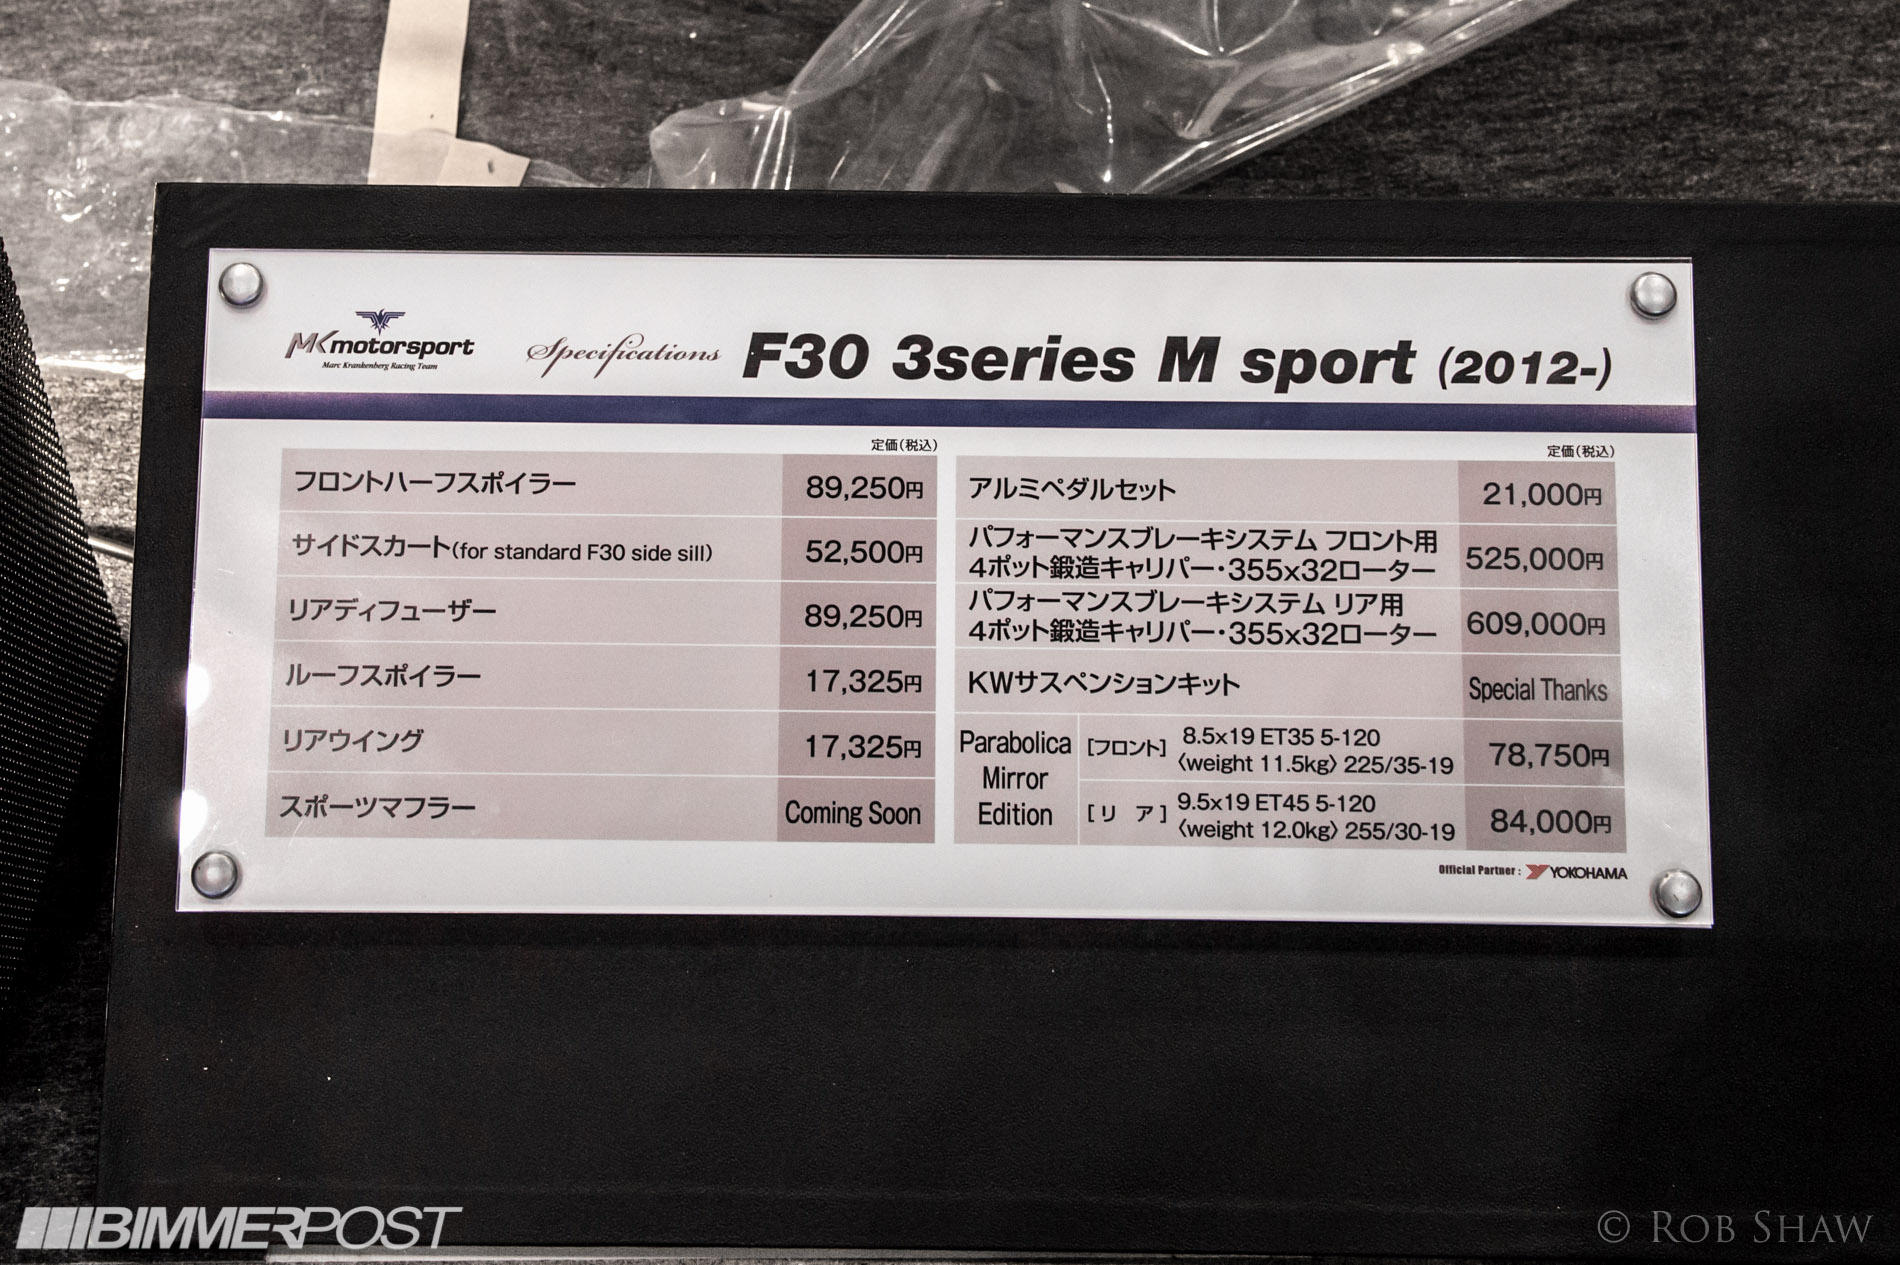 MKmotorsport
Marc Krankenberg Racing Team
Specifications F30 3series M sport (2012-)
定価(税込)
フロントハーフスポイラー 89,250円
サイドスカート(for standard F30 side sill) 52,500円
リアディフューザー 89,250円
ルーフスポイラー 17,325円
リアウイング 17,325円
スポーツマフラー Coming Soon
定価(税込)
アルミペダルセット 21,000円
パフォーマンスブレーキシステム フロント用
4ポット鍛造キャリパー・355x32ローター 525,000円
パフォーマンスブレーキシステム リア用
4ポット鍛造キャリパー・355x32ローター 609,000円
KWサスペンションキット Special Thanks
Parabolica
Mirror
Edition
[フロント] 8.5x19 ET35 5-120
〈weight 11.5kg〉 225/35-19 78,750円
[リ ア] 9.5x19 ET45 5-120
〈weight 12.0kg〉 255/30-19 84,000円
Official Partner : YOKOHAMA
BIMMERPOST
© ROB SHAW